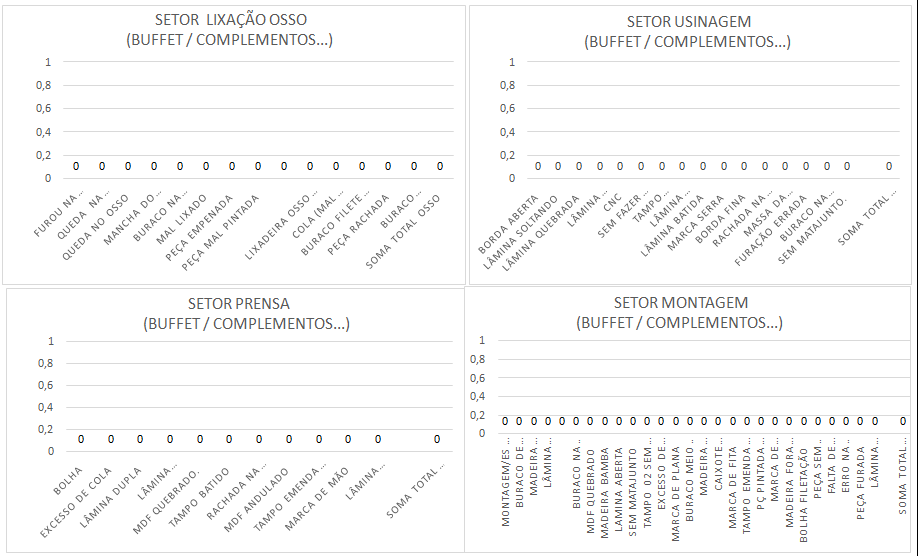 SETOR LIXAÇÃO OSSO
(BUFFET / COMPLEMENTOS...)
1
0,8
0,6
0,4
0,2
0
0 0 0 0 0 0 0 0 0 0 0 0 0 0 0
FUROU NA...
QUEDA NA...
QUEDA NO OSSO
MANCHA DO...
BURACO NA...
MAL LIXADO
PEÇA EMPENADA
PEÇA MAL PINTADA
LIXADEIRA OSSO...
COLA (MAL...
BURACO FILETE...
PEÇA RACHADA
BURACO...
SOMA TOTAL OSSO
SETOR USINAGEM
(BUFFET / COMPLEMENTOS...)
1
0,8
0,6
0,4
0,2
0
0 0 0 0 0 0 0 0 0 0 0 0 0 0 0 0 0
BORDA ABERTA
LÂMINA SOLTANDO
LÂMINA QUEBRADA
LÂMINA...
CNC
SEM FAZER...
TAMPO...
LÂMINA...
LÂMINA BATIDA
MARCA SERRA
BORDA FINA
RACHADA NA...
MASSA DA...
FURAÇÃO ERRADA
BURACO NA...
SEM MATAJUNTO.
SOMA TOTAL...
SETOR PRENSA
(BUFFET / COMPLEMENTOS...)
1
0,8
0,6
0,4
0,2
0
0 0 0 0 0 0 0 0 0 0 0 0
BOLHA
EXCESSO DE COLA
LÂMINA DUPLA
LÂMINA...
MDF QUEBRADO.
TAMPO BATIDO
RACHADA NA...
MDF ANDULADO
TAMPO EMENDA...
MARCA DE MÃO
LÂMINA...
SOMA TOTAL...
SETOR MONTAGEM
(BUFFET / COMPLEMENTOS...)
1
0,8
0,6
0,4
0,2
0
0 0 0 0 0 0 0 0 0 0 0 0 0 0 0 0 0 0 0 0 0 0 0 0 0 0 0 0
MONTAGEM/ES...
BURACO DE...
MADEIRA...
LÂMINA...
BURACO NA...
MDF QUEBRADO
MADEIRA BAMBA
LAMINA ABERTA
SEM MATAJUNTO
TAMPO 02 SEM...
EXCESSO DE...
MARCA DE PLANA
BURACO MEIO...
MADEIRA...
CAIXOTE
MARCA DE FITA
TAMPO EMENDA...
PÇ PINTADA...
MARCA DE...
MADEIRA FORA...
BOLHA FILETAÇÃO
PEÇA SEM...
FALTA DE...
ERRO NA...
PEÇA FURADA
LÂMINA...
SOMA TOTAL...